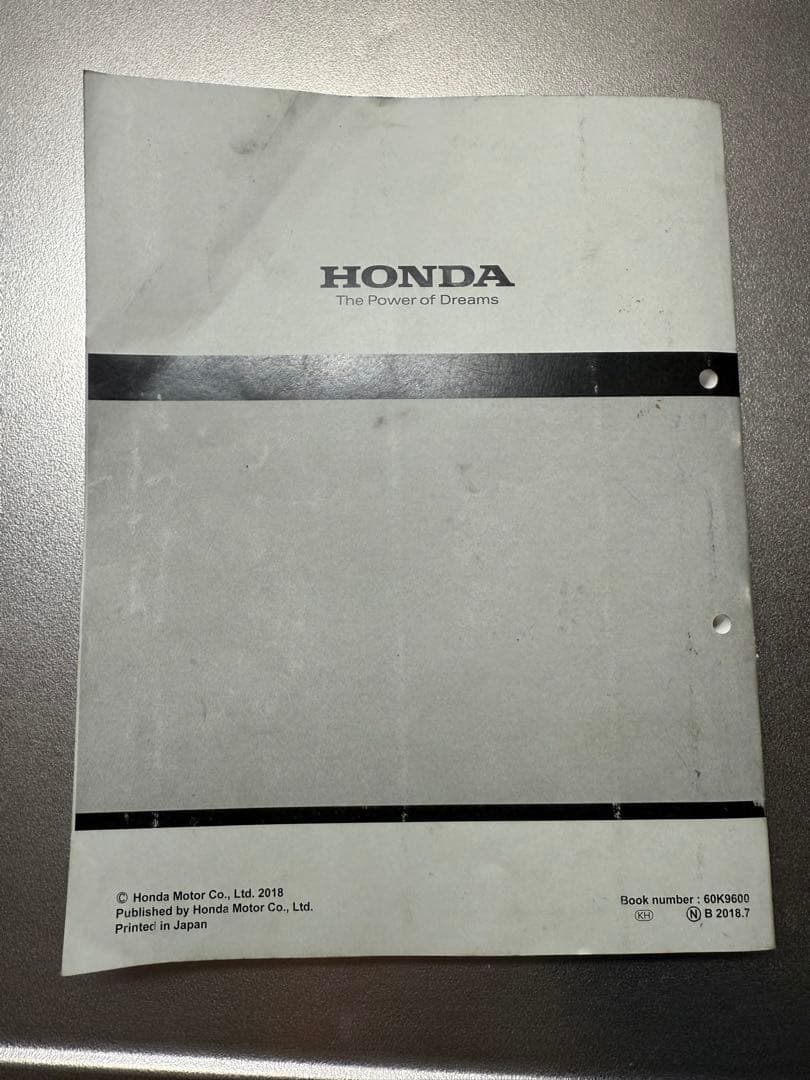 HONDA
The Power of Dreams
© Honda Motor Co., Ltd. 2018
Published by Honda Motor Co., Ltd.
Printed in Japan
Book number : 60K9600
KH Ⓝ B 2018.7